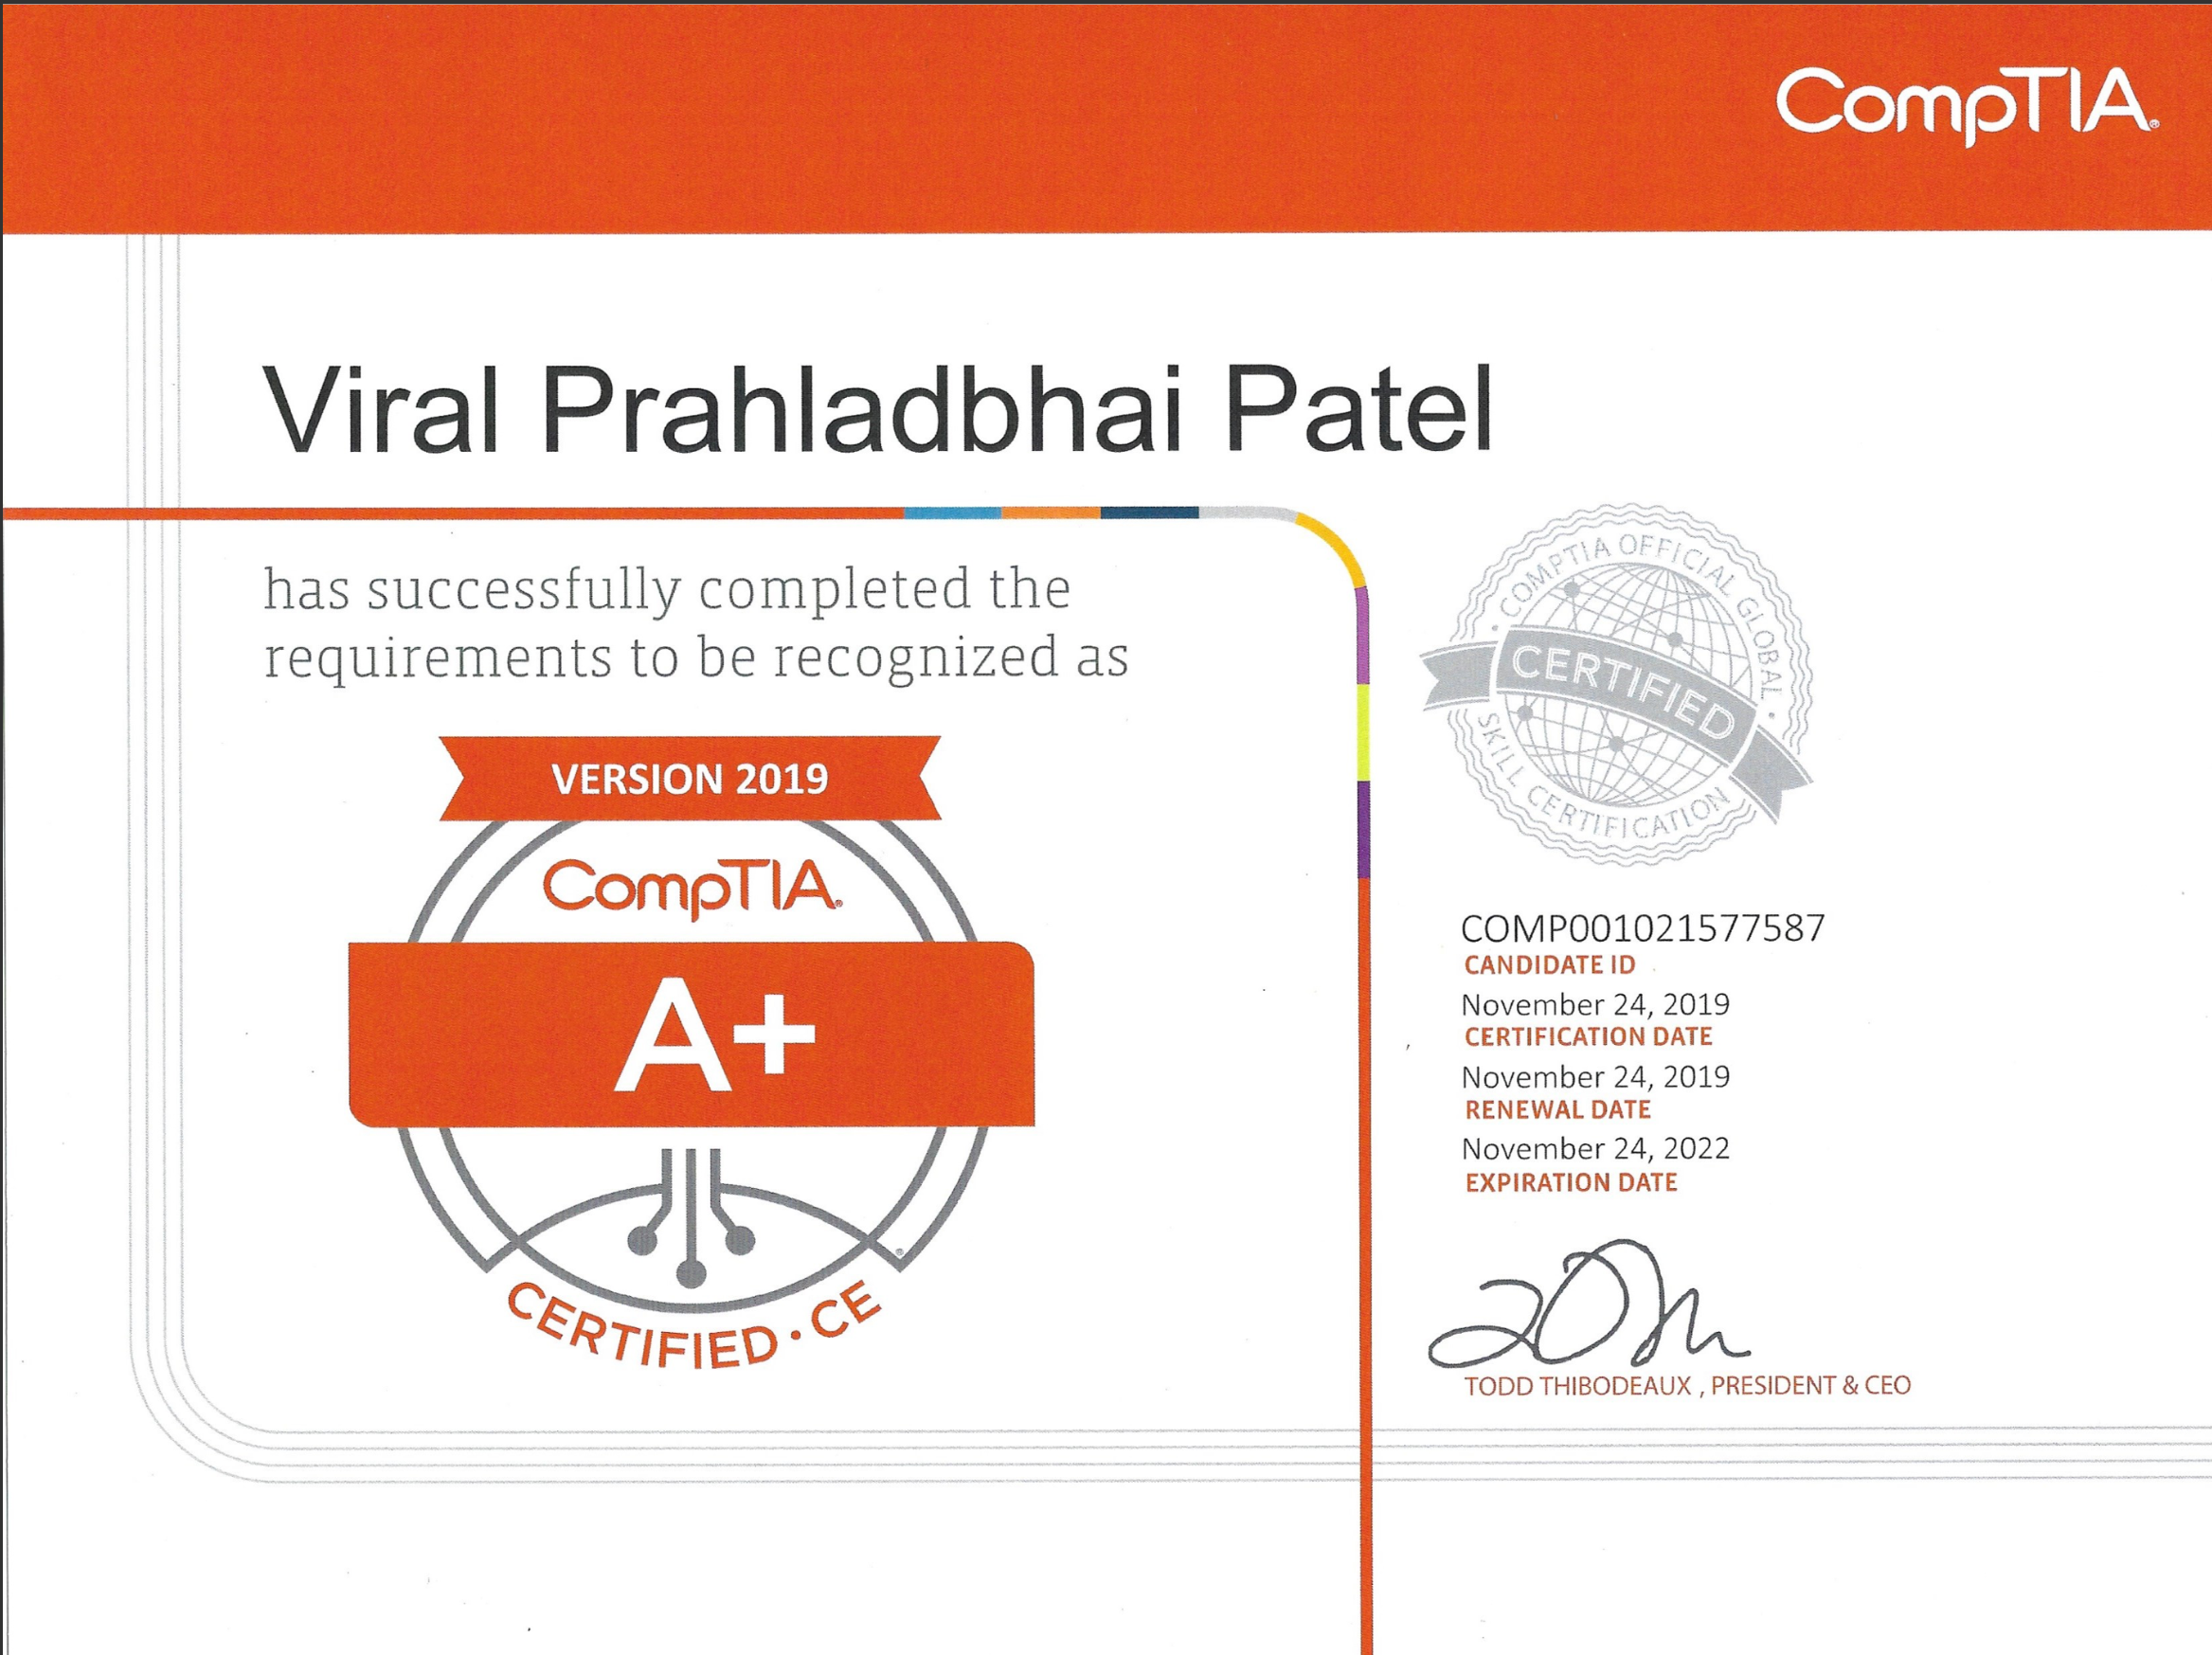 CompTIA.
Viral Prahladbhai Patel
has successfully completed the
requirements to be recognized as
VERSION 2019
CompTIA.
A+
CERTIFIED · CE
· COMPTIA OFFICIAL GLOBAL ·
CERTIFIED
SKILL CERTIFICATION
COMP001021577587
CANDIDATE ID
November 24, 2019
CERTIFICATION DATE
November 24, 2019
RENEWAL DATE
November 24, 2022
EXPIRATION DATE
TODD THIBODEAUX , PRESIDENT & CEO